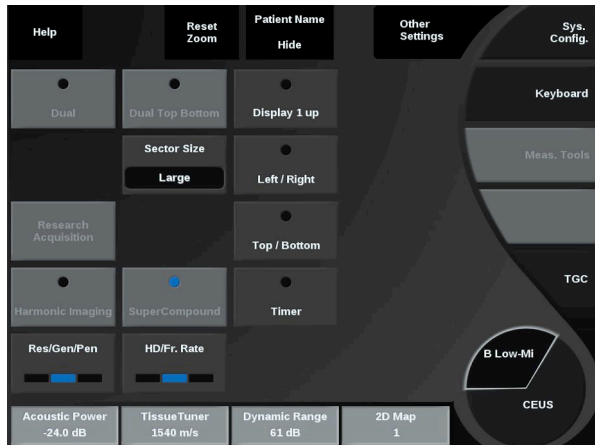 Help
Reset
Zoom
Patient Name
Hide
Other
Settings
Sys.
Config.
Dual
Dual Top Bottom
Display 1 up
Keyboard
Sector Size
Large
Left / Right
Meas. Tools
Research
Acquisition
Top / Bottom
Harmonic Imaging
SuperCompound
Timer
TGC
Res/Gen/Pen
HD/Fr. Rate
B Low-Mi
CEUS
Acoustic Power
-24.0 dB
TissueTuner
1540 m/s
Dynamic Range
61 dB
2D Map
1